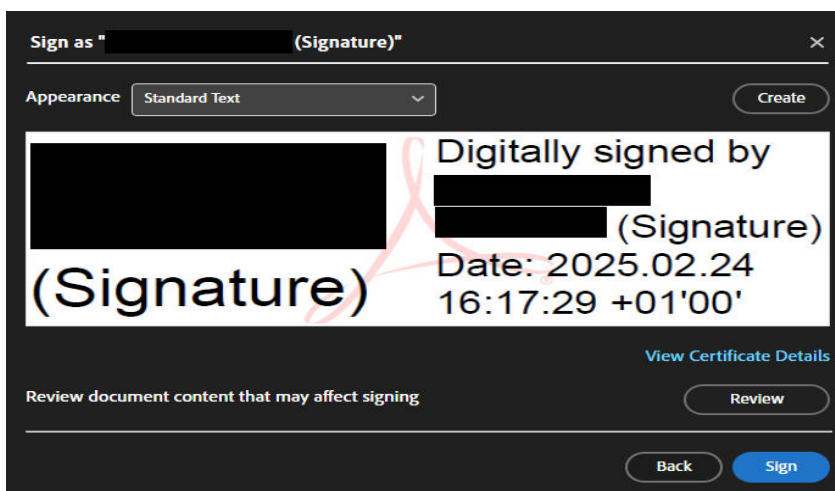 Sign as " (Signature)"
Appearance Standard Text Create
(Signature)
Digitally signed by
(Signature)
Date: 2025.02.24
16:17:29 +01'00'
View Certificate Details
Review document content that may affect signing Review
Back Sign